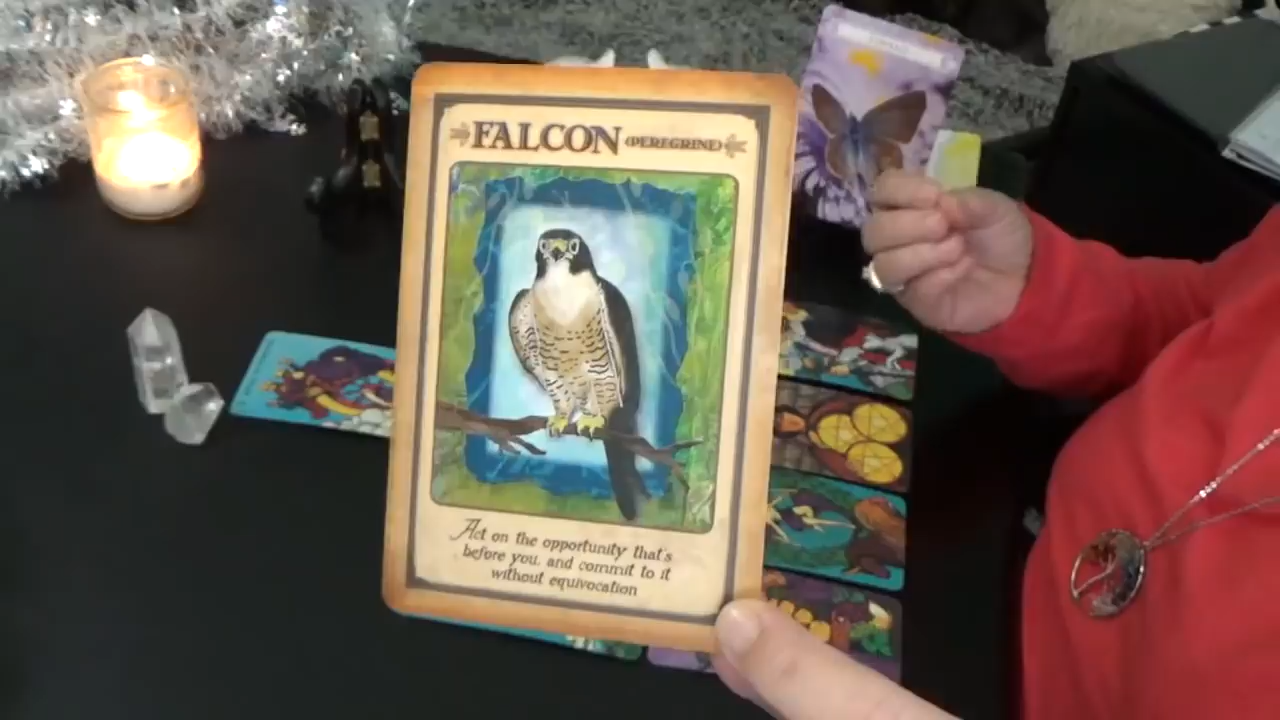 FALCON (PEREGRINE)
Act on the opportunity that's
before you, and commit to it
without equivocation